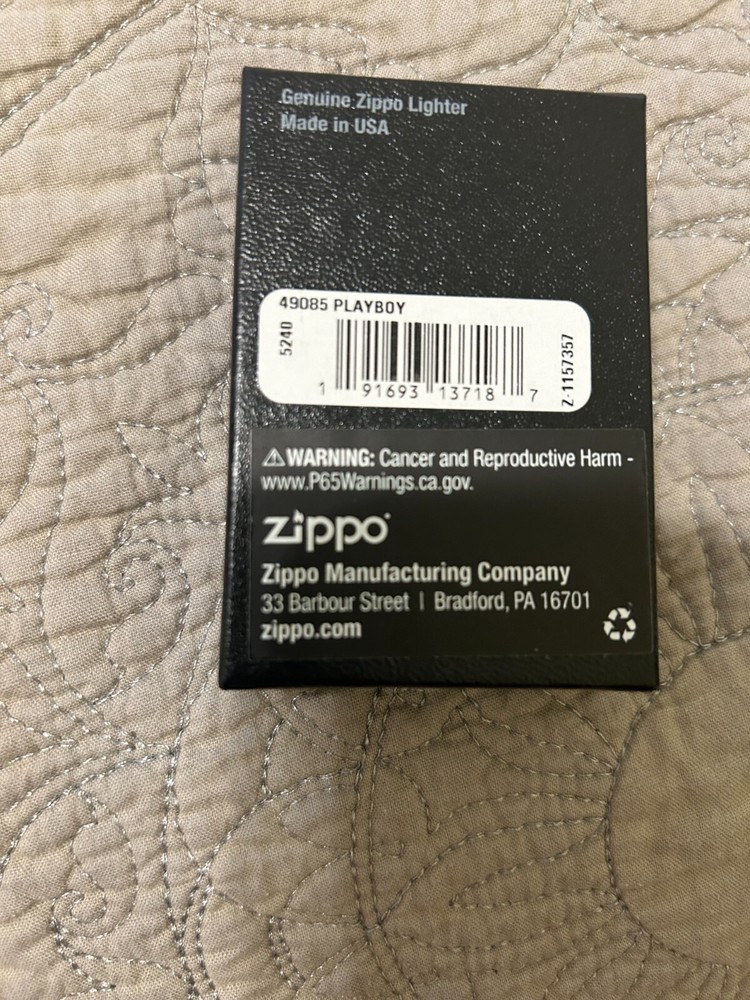 Genuine Zippo Lighter
Made in USA
49085 PLAYBOY
5240
1 91693 13718 7
Z-1157357
⚠WARNING: Cancer and Reproductive Harm -
www.P65Warnings.ca.gov.
zippo
Zippo Manufacturing Company
33 Barbour Street | Bradford, PA 16701
zippo.com